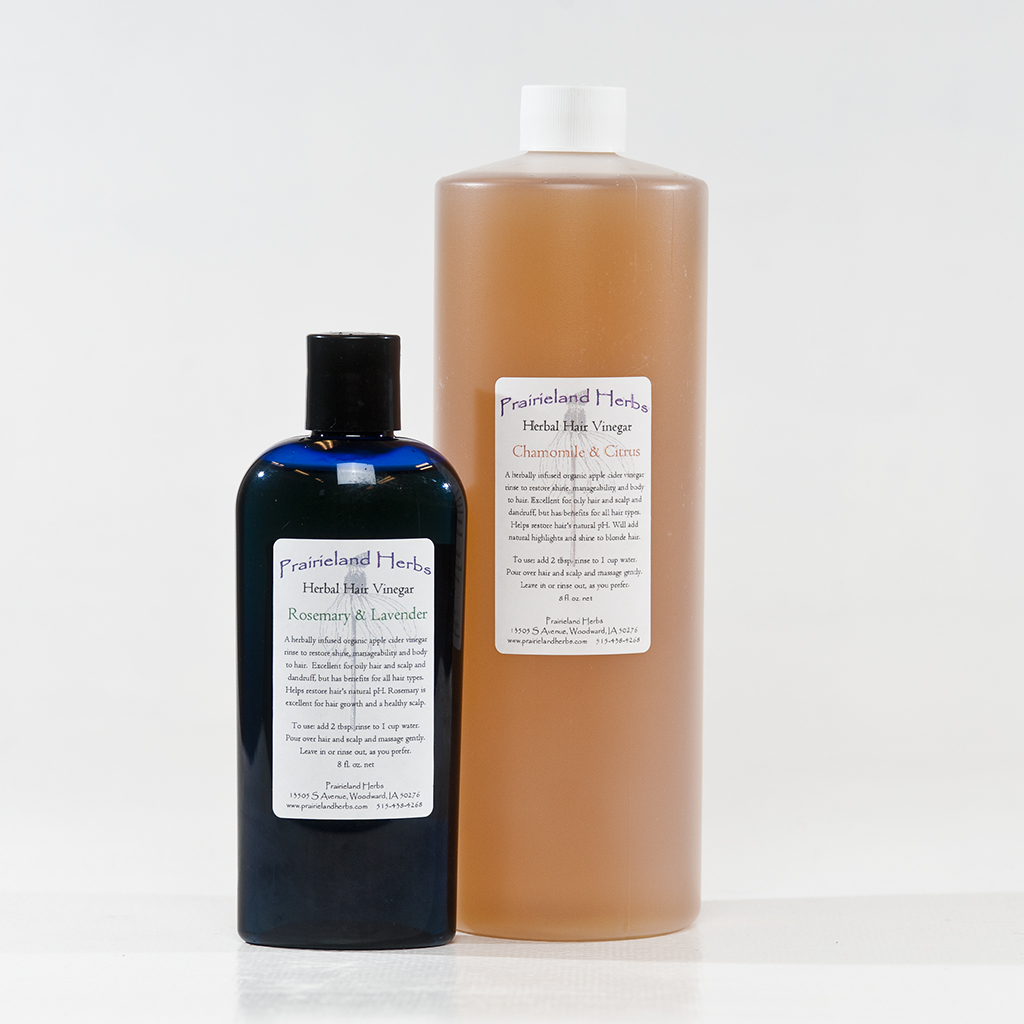 Prairieland Herbs
Herbal Hair Vinegar
Rosemary & Lavender
A herbally infused organic apple cider vinegar
rinse to restore shine, manageability and body
to hair. Excellent for oily hair and scalp and
dandruff, but has benefits for all hair types.
Helps restore hair's natural pH. Rosemary is
excellent for hair growth and a healthy scalp.
To use: add 2 tbsp. rinse to 1 cup water.
Pour over hair and scalp and massage gently.
Leave in or rinse out, as you prefer.
8 fl. oz. net
Prairieland Herbs
13505 S Avenue, Woodward, IA 50276
www.prairielandherbs.com 515-438-4268
Prairieland Herbs
Herbal Hair Vinegar
Chamomile & Citrus
A herbally infused organic apple cider vinegar
rinse to restore shine, manageability and body
to hair. Excellent for oily hair and scalp and
dandruff, but has benefits for all hair types.
Helps restore hair's natural pH. Will add
natural highlights and shine to blonde hair.
To use: add 2 tbsp. rinse to 1 cup water.
Pour over hair and scalp and massage gently.
Leave in or rinse out, as you prefer.
8 fl. oz. net
Prairieland Herbs
13505 S Avenue, Woodward, IA 50276
www.prairielandherbs.com 515-438-4268